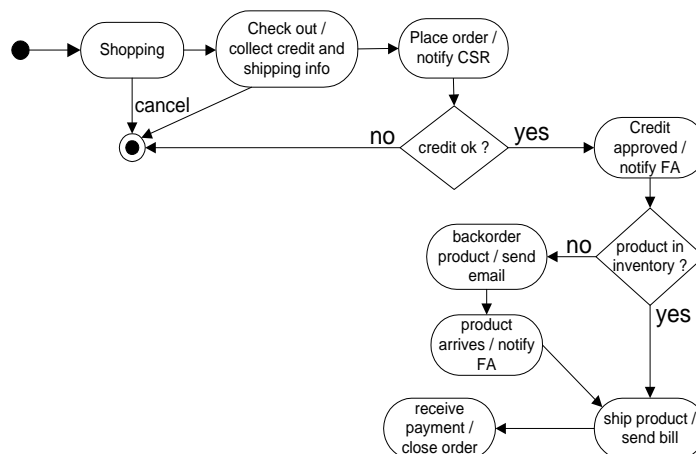 Shopping
Check out /
collect credit and
shipping info
Place order /
notify CSR
cancel
no
credit ok ?
yes
Credit
approved /
notify FA
backorder
product / send
email
no
product in
inventory ?
yes
product
arrives / notify
FA
receive
payment /
close order
ship product /
send bill